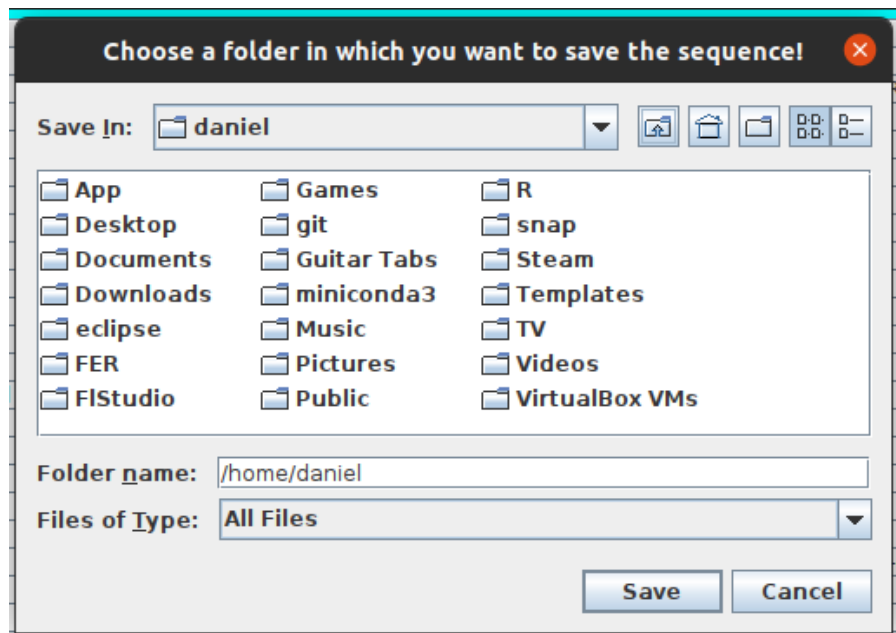 Choose a folder in which you want to save the sequence!
Save In: daniel
App
Desktop
Documents
Downloads
eclipse
FER
FlStudio
Games
git
Guitar Tabs
miniconda3
Music
Pictures
Public
R
snap
Steam
Templates
TV
Videos
VirtualBox VMs
Folder name: /home/daniel
Files of Type: All Files
Save Cancel